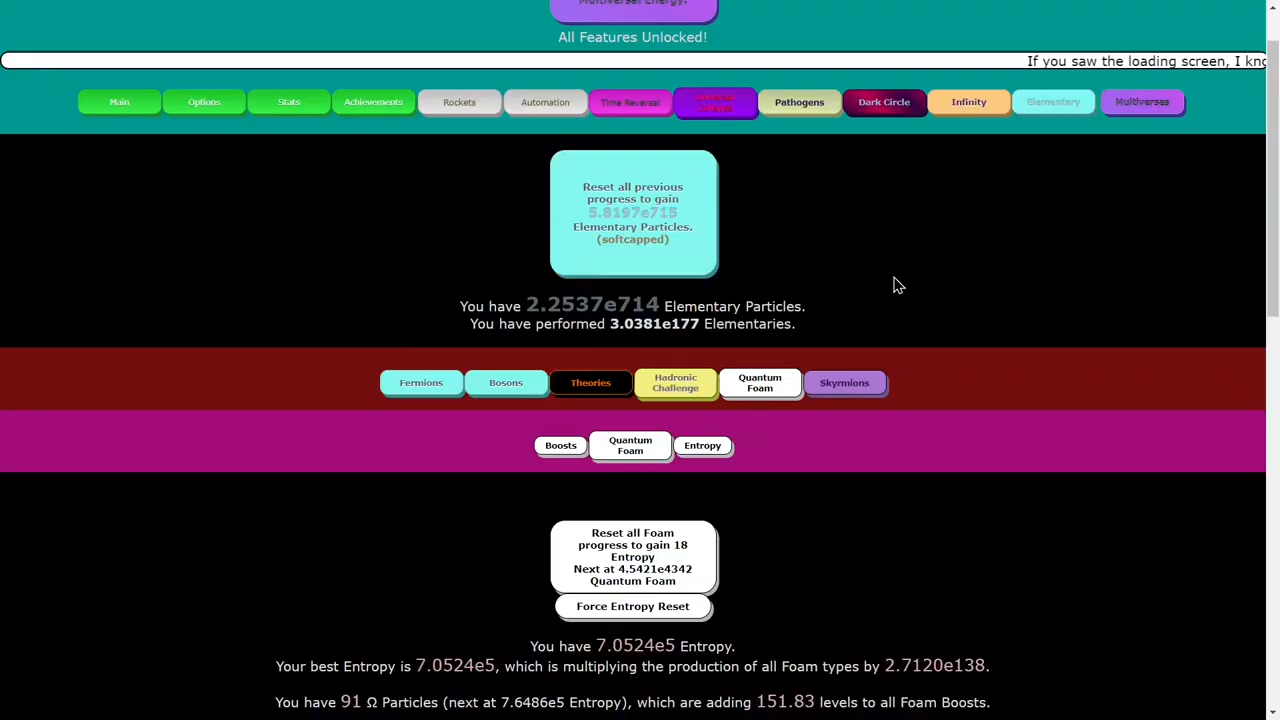 Multiversal Energy.
All Features Unlocked!
If you saw the loading screen, I kno
Main
Options
Stats
Achievements
Rockets
Automation
Time Reversal
Pathogens
Dark Circle
Infinity
Elementary
Multiverses
Reset all previous
progress to gain
5.8197e715
Elementary Particles.
(softcapped)
You have 2.2537e714 Elementary Particles.
You have performed 3.0381e177 Elementaries.
Fermions
Bosons
Theories
Hadronic
Challenge
Quantum
Foam
Skyrmions
Boosts
Quantum
Foam
Entropy
Reset all Foam
progress to gain 18
Entropy
Next at 4.5421e4342
Quantum Foam
Force Entropy Reset
You have 7.0524e5 Entropy.
Your best Entropy is 7.0524e5, which is multiplying the production of all Foam types by 2.7120e138.
You have 91 Ω Particles (next at 7.6486e5 Entropy), which are adding 151.83 levels to all Foam Boosts.